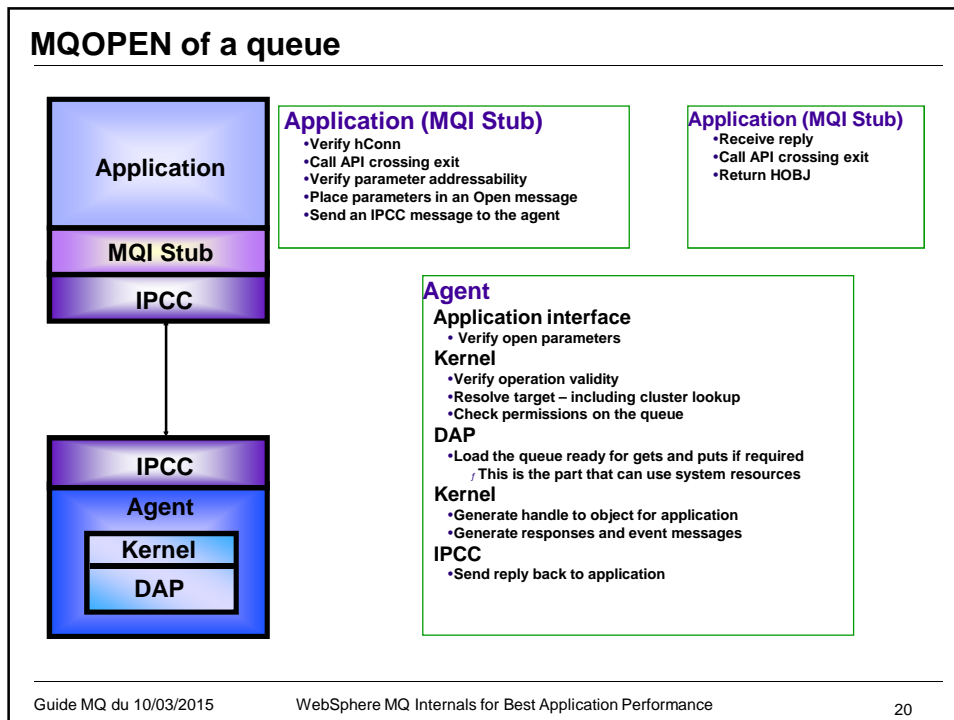 MQOPEN of a queue
Application
MQI Stub
IPCC
IPCC
Agent
Kernel
DAP
Application (MQI Stub)
•Verify hConn
•Call API crossing exit
•Verify parameter addressability
•Place parameters in an Open message
•Send an IPCC message to the agent
Application (MQI Stub)
•Receive reply
•Call API crossing exit
•Return HOBJ
Agent
Application interface
• Verify open parameters
Kernel
•Verify operation validity
•Resolve target – including cluster lookup
•Check permissions on the queue
DAP
•Load the queue ready for gets and puts if required
ƒ This is the part that can use system resources
Kernel
•Generate handle to object for application
•Generate responses and event messages
IPCC
•Send reply back to application
Guide MQ du 10/03/2015
WebSphere MQ Internals for Best Application Performance
20